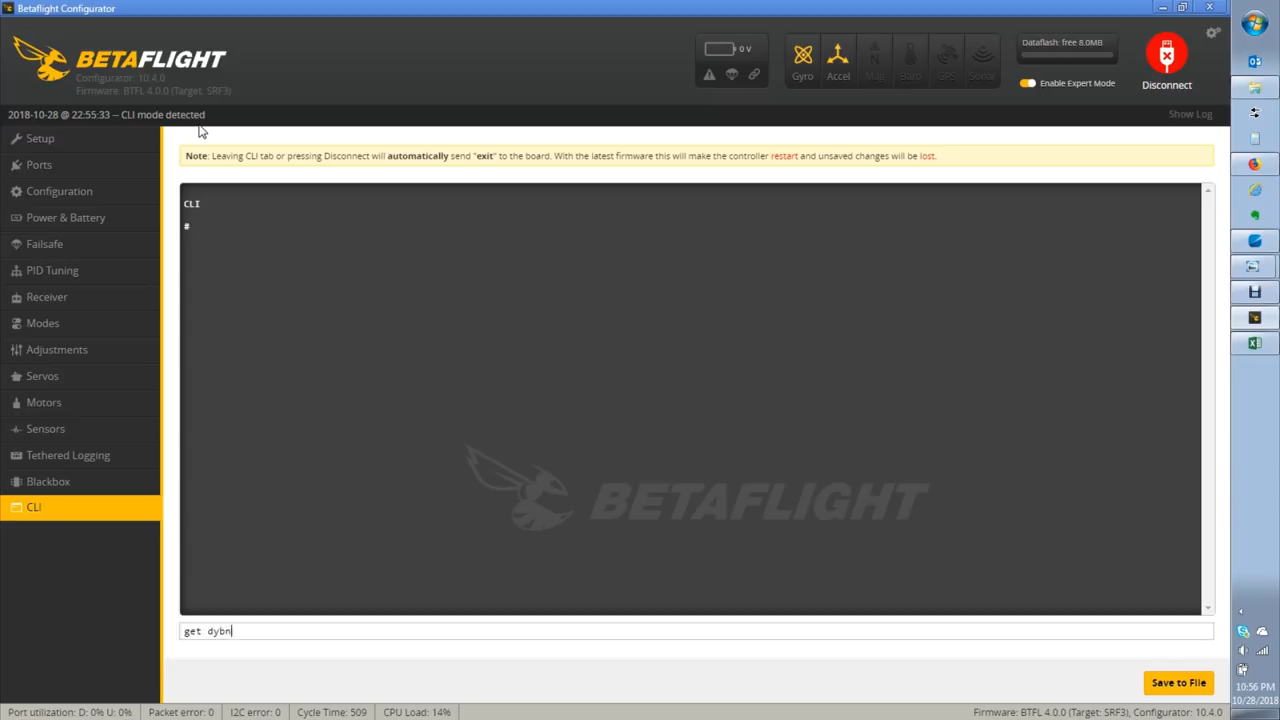 Betaflight Configurator
BETAFLIGHT
Configurator: 10.4.0
Firmware: BTFL 4.0.0 (Target: SRF3)
0 V
Gyro
Accel
Mag
Baro
GPS
Sonar
Dataflash: free 8.0MB
Enable Expert Mode
Disconnect
2018-10-28 @ 22:55:33 -- CLI mode detected
Show Log
Setup
Ports
Configuration
Power & Battery
Failsafe
PID Tuning
Receiver
Modes
Adjustments
Servos
Motors
Sensors
Tethered Logging
Blackbox
CLI
Note: Leaving CLI tab or pressing Disconnect will automatically send "exit" to the board. With the latest firmware this will make the controller restart and unsaved changes will be lost.
CLI
#
BETAFLIGHT
get dybn
Save to File
Port utilization: D: 0% U: 0%
Packet error: 0
I2C error: 0
Cycle Time: 509
CPU Load: 14%
Firmware: BTFL 4.0.0 (Target: SRF3), Configurator: 10.4.0
10:56 PM
10/28/2018